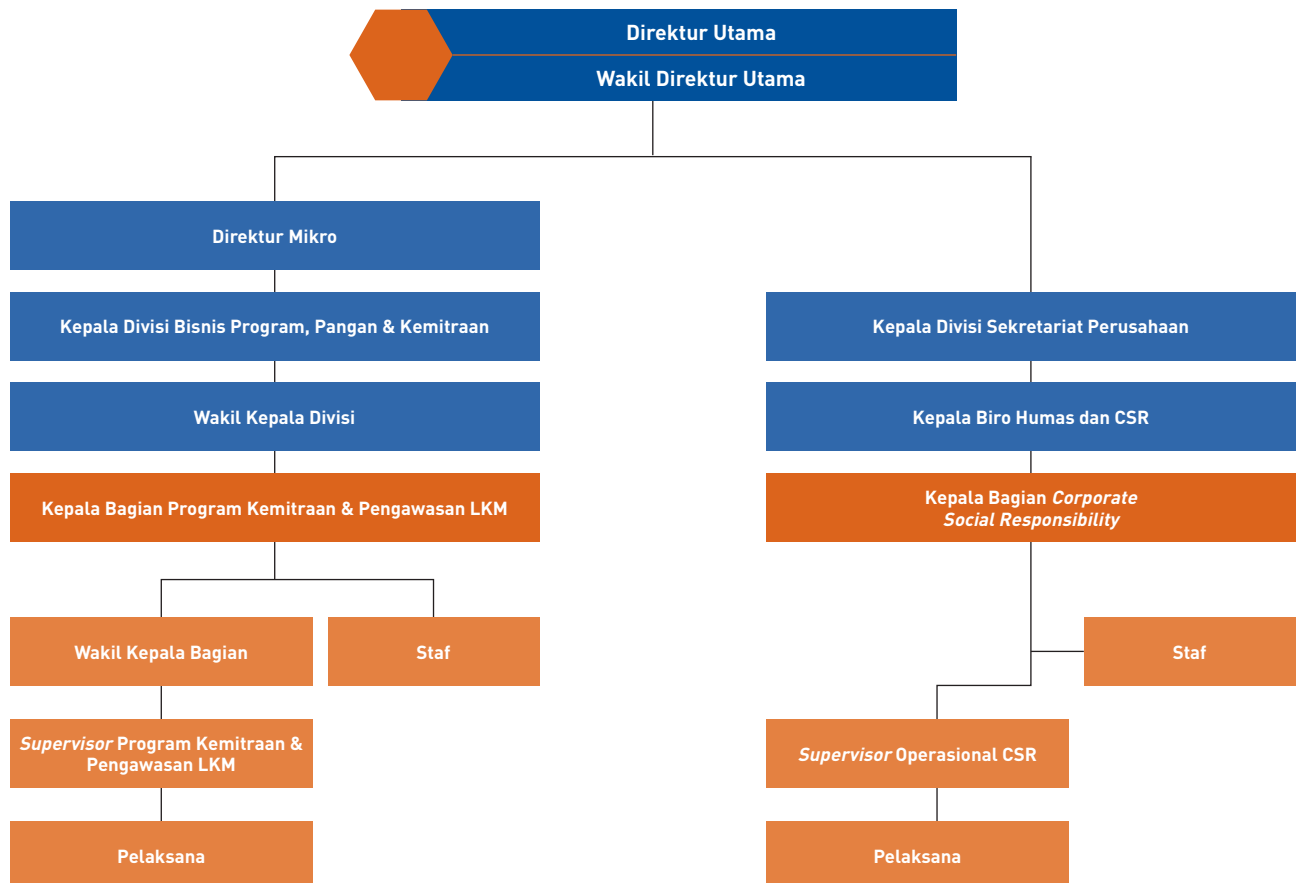 Direktur Utama
Wakil Direktur Utama
Direktur Mikro
Kepala Divisi Bisnis Program, Pangan & Kemitraan
Wakil Kepala Divisi
Kepala Bagian Program Kemitraan & Pengawasan LKM
Wakil Kepala Bagian
Staf
Supervisor Program Kemitraan &
Pengawasan LKM
Pelaksana
Kepala Divisi Sekretariat Perusahaan
Kepala Biro Humas dan CSR
Kepala Bagian Corporate
Social Responsibility
Staf
Supervisor Operasional CSR
Pelaksana